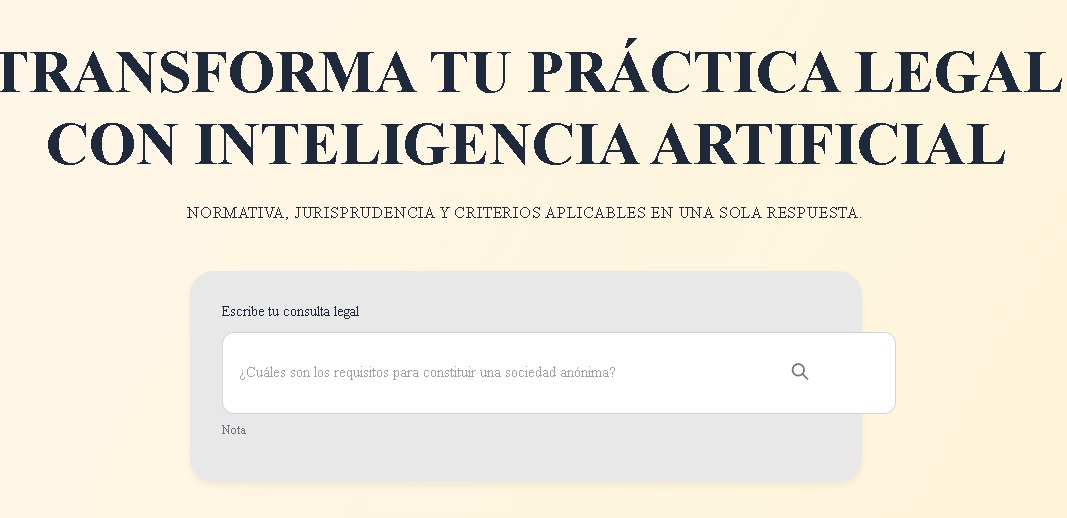 TRANSFORMA TU PRÁCTICA LEGAL
CON INTELIGENCIA ARTIFICIAL
NORMATIVA, JURISPRUDENCIA Y CRITERIOS APLICABLES EN UNA SOLA RESPUESTA.
Escribe tu consulta legal
¿Cuáles son los requisitos para constituir una sociedad anónima?
Nota